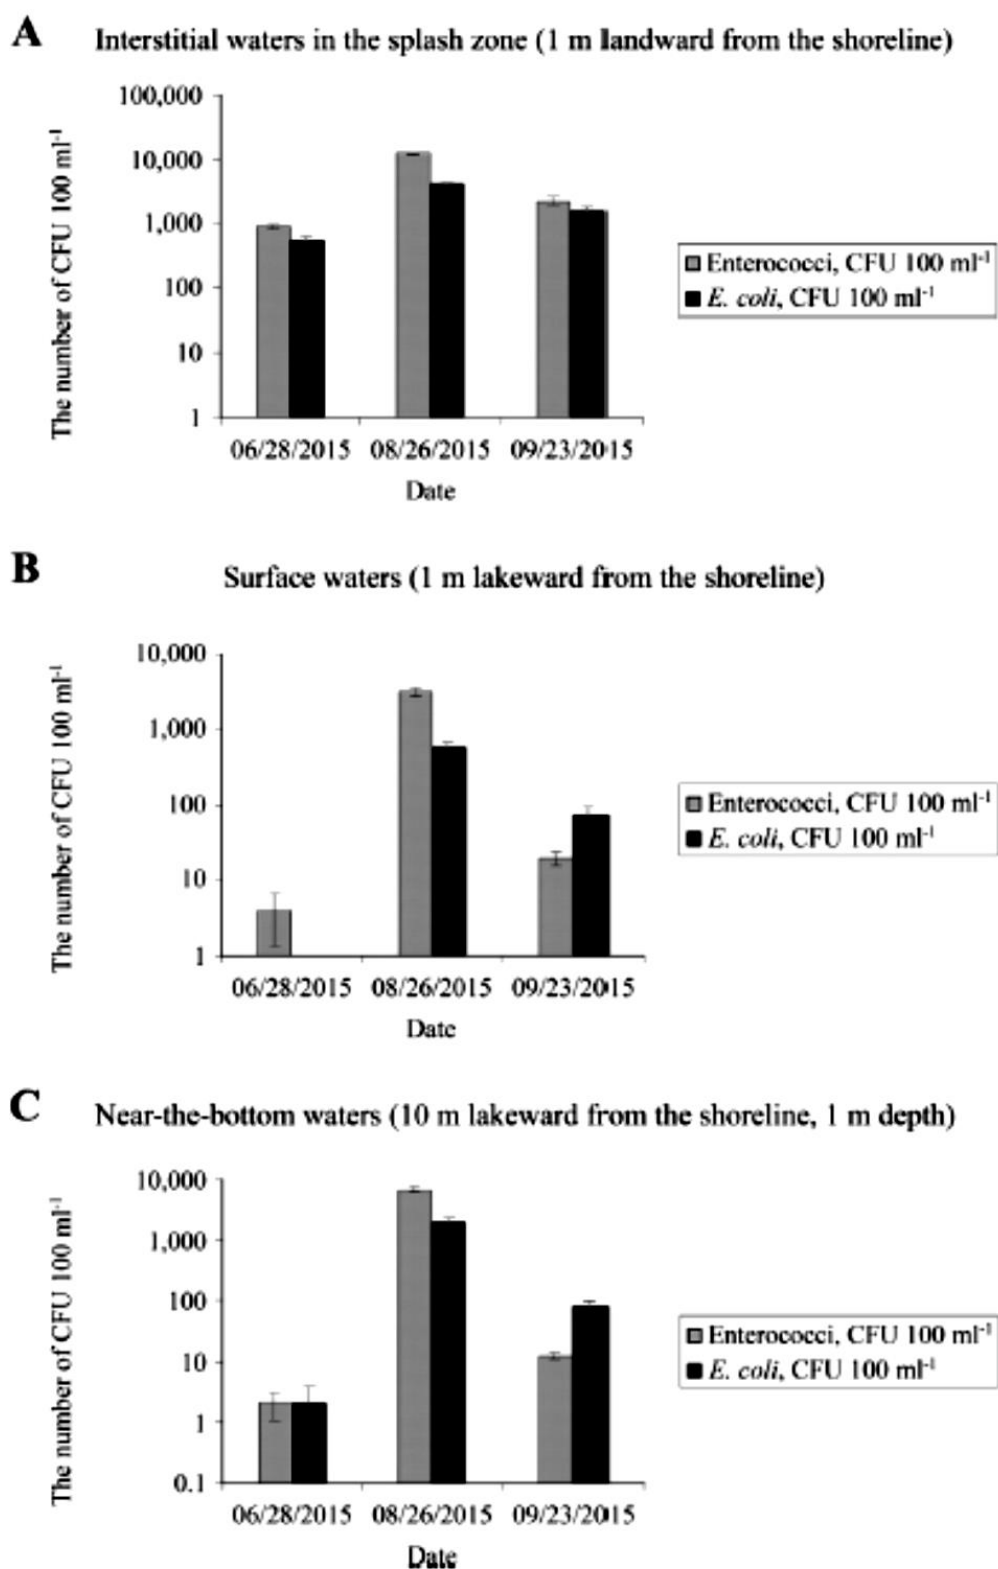 A
Interstitial waters in the splash zone (1 m landward from the shoreline)
The number of CFU 100 ml⁻¹
100,000
10,000
1,000
100
10
1
06/28/2015 08/26/2015 09/23/2015
Date
Enterococci, CFU 100 ml⁻¹
E. coli, CFU 100 ml⁻¹
B
Surface waters (1 m lakeward from the shoreline)
The number of CFU 100 ml⁻¹
10,000
1,000
100
10
1
06/28/2015 08/26/2015 09/23/2015
Date
Enterococci, CFU 100 ml⁻¹
E. coli, CFU 100 ml⁻¹
C
Near-the-bottom waters (10 m lakeward from the shoreline, 1 m depth)
The number of CFU 100 ml⁻¹
10,000
1,000
100
10
1
0.1
06/28/2015 08/26/2015 09/23/2015
Date
Enterococci, CFU 100 ml⁻¹
E. coli, CFU 100 ml⁻¹